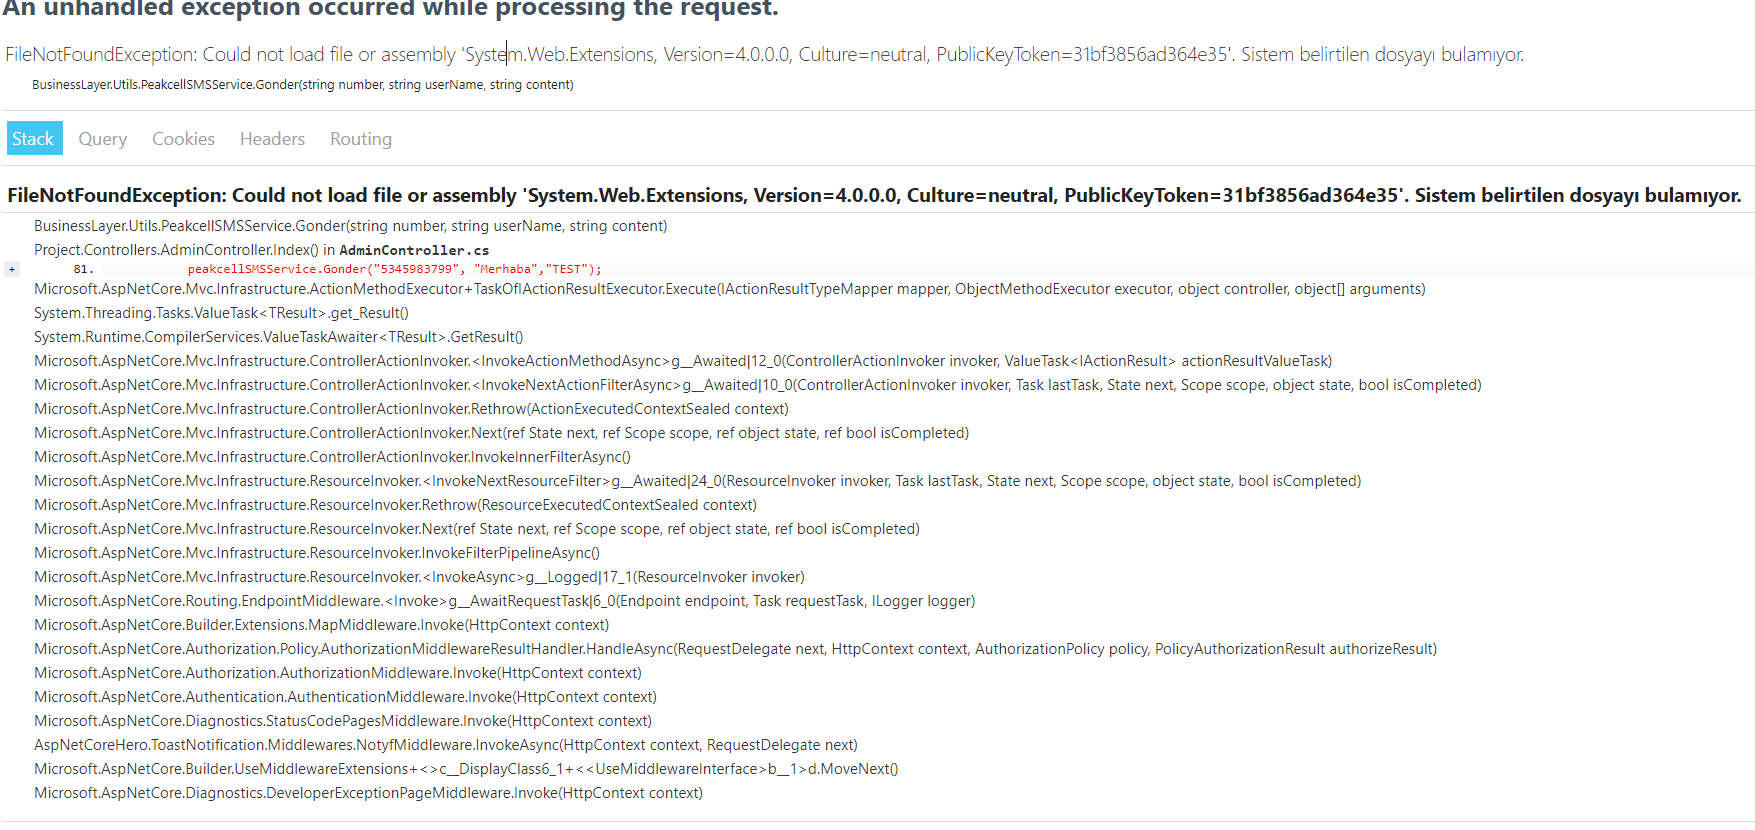 An unhandled exception occurred while processing the request.
FileNotFoundException: Could not load file or assembly 'System.Web.Extensions, Version=4.0.0.0, Culture=neutral, PublicKeyToken=31bf3856ad364e35'. Sistem belirtilen dosyayı bulamıyor.
BusinessLayer.Utils.PeakcellSMSService.Gonder(string number, string userName, string content)
Stack Query Cookies Headers Routing
FileNotFoundException: Could not load file or assembly 'System.Web.Extensions, Version=4.0.0.0, Culture=neutral, PublicKeyToken=31bf3856ad364e35'. Sistem belirtilen dosyayı bulamıyor.
BusinessLayer.Utils.PeakcellSMSService.Gonder(string number, string userName, string content)
Project.Controllers.AdminController.Index() in AdminController.cs
+ 81. peakcellSMSService.Gonder("5345983799", "Merhaba","TEST");
Microsoft.AspNetCore.Mvc.Infrastructure.ActionMethodExecutor+TaskOfIActionResultExecutor.Execute(IActionResultTypeMapper mapper, ObjectMethodExecutor executor, object controller, object[] arguments)
System.Threading.Tasks.ValueTask<TResult>.get_Result()
System.Runtime.CompilerServices.ValueTaskAwaiter<TResult>.GetResult()
Microsoft.AspNetCore.Mvc.Infrastructure.ControllerActionInvoker.<InvokeActionMethodAsync>g__Awaited|12_0(ControllerActionInvoker invoker, ValueTask<IActionResult> actionResultValueTask)
Microsoft.AspNetCore.Mvc.Infrastructure.ControllerActionInvoker.<InvokeNextActionFilterAsync>g__Awaited|10_0(ControllerActionInvoker invoker, Task lastTask, State next, Scope scope, object state, bool isCompleted)
Microsoft.AspNetCore.Mvc.Infrastructure.ControllerActionInvoker.Rethrow(ActionExecutedContextSealed context)
Microsoft.AspNetCore.Mvc.Infrastructure.ControllerActionInvoker.Next(ref State next, ref Scope scope, ref object state, ref bool isCompleted)
Microsoft.AspNetCore.Mvc.Infrastructure.ControllerActionInvoker.InvokeInnerFilterAsync()
Microsoft.AspNetCore.Mvc.Infrastructure.ResourceInvoker.<InvokeNextResourceFilter>g__Awaited|24_0(ResourceInvoker invoker, Task lastTask, State next, Scope scope, object state, bool isCompleted)
Microsoft.AspNetCore.Mvc.Infrastructure.ResourceInvoker.Rethrow(ResourceExecutedContextSealed context)
Microsoft.AspNetCore.Mvc.Infrastructure.ResourceInvoker.Next(ref State next, ref Scope scope, ref object state, ref bool isCompleted)
Microsoft.AspNetCore.Mvc.Infrastructure.ResourceInvoker.InvokeFilterPipelineAsync()
Microsoft.AspNetCore.Mvc.Infrastructure.ResourceInvoker.<InvokeAsync>g__Logged|17_1(ResourceInvoker invoker)
Microsoft.AspNetCore.Routing.EndpointMiddleware.<Invoke>g__AwaitRequestTask|6_0(Endpoint endpoint, Task requestTask, ILogger logger)
Microsoft.AspNetCore.Builder.Extensions.MapMiddleware.Invoke(HttpContext context)
Microsoft.AspNetCore.Authorization.Policy.AuthorizationMiddlewareResultHandler.HandleAsync(RequestDelegate next, HttpContext context, AuthorizationPolicy policy, PolicyAuthorizationResult authorizeResult)
Microsoft.AspNetCore.Authorization.AuthorizationMiddleware.Invoke(HttpContext context)
Microsoft.AspNetCore.Authentication.AuthenticationMiddleware.Invoke(HttpContext context)
Microsoft.AspNetCore.Diagnostics.StatusCodePagesMiddleware.Invoke(HttpContext context)
AspNetCoreHero.ToastNotification.Middlewares.NotyfMiddleware.InvokeAsync(HttpContext context, RequestDelegate next)
Microsoft.AspNetCore.Builder.UseMiddlewareExtensions+<>c__DisplayClass6_1+<<UseMiddlewareInterface>b__1>d.MoveNext()
Microsoft.AspNetCore.Diagnostics.DeveloperExceptionPageMiddleware.Invoke(HttpContext context)